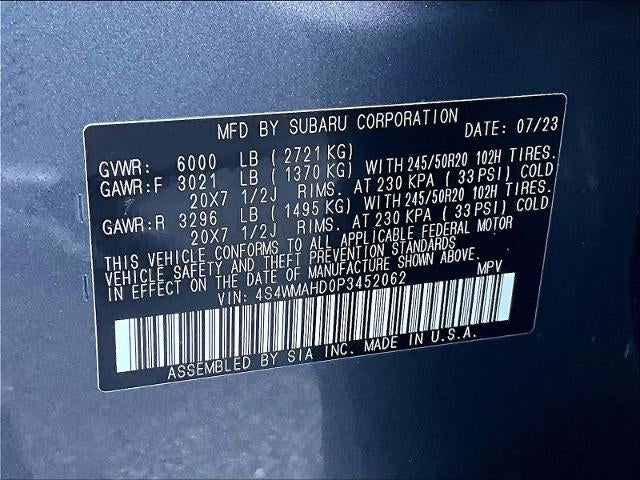 MFD BY SUBARU CORPORATION DATE: 07/23
GVWR: 6000 LB ( 2721 KG)
GAWR:F 3021 LB ( 1370 KG) WITH 245/50R20 102H TIRES.
20X7 1/2J RIMS. AT 230 KPA ( 33 PSI) COLD
GAWR:R 3296 LB ( 1495 KG) WITH 245/50R20 102H TIRES.
20X7 1/2J RIMS. AT 230 KPA ( 33 PSI) COLD
THIS VEHICLE CONFORMS TO ALL APPLICABLE FEDERAL MOTOR
VEHICLE SAFETY AND THEFT PREVENTION STANDARDS
IN EFFECT ON THE DATE OF MANUFACTURE SHOWN ABOVE.
VIN: 4S4WMAHD0P3452062 MPV
ASSEMBLED BY SIA INC. MADE IN U.S.A.